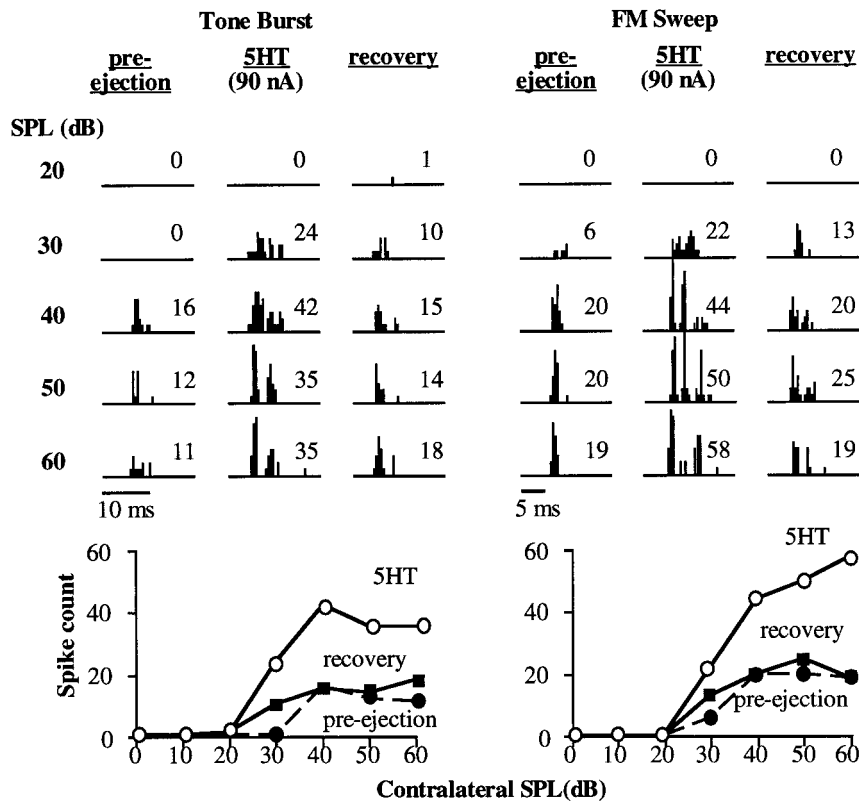 Tone Burst FM Sweep
pre-ejection 5HT (90 nA) recovery pre-ejection 5HT (90 nA) recovery
SPL (dB)
20 0 0 1 0 0 0
30 0 24 10 6 22 13
40 16 42 15 20 44 20
50 12 35 14 20 50 25
60 11 35 18 19 58 19
10 ms 5 ms
Spike count
60
40
20
0
5HT
recovery
pre-ejection
0 10 20 30 40 50 60
60
40
20
0
5HT
recovery
pre-ejection
0 10 20 30 40 50 60
Contralateral SPL(dB)